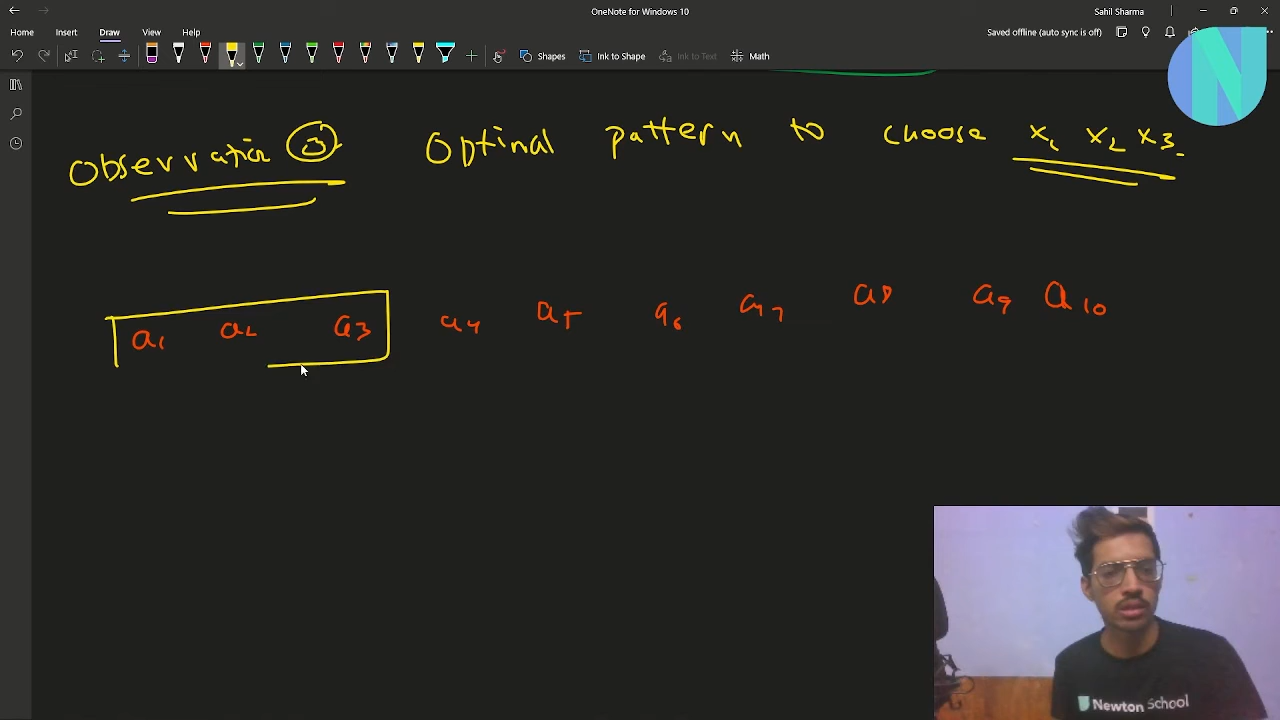 OneNote for Windows 10
Sahil Sharma
Home Insert Draw View Help
Saved offline (auto sync is off)
Shapes Ink to Shape Ink to Text Math
Observation 3 Optimal pattern to choose x1 x2 x3
a1 a2 a3 a4 a5 a6 a7 a8 a9 a10
Newton School